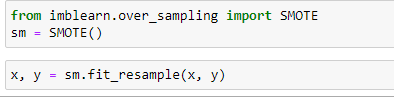 from imblearn.over_sampling import SMOTE
sm = SMOTE()
x, y = sm.fit_resample(x, y)